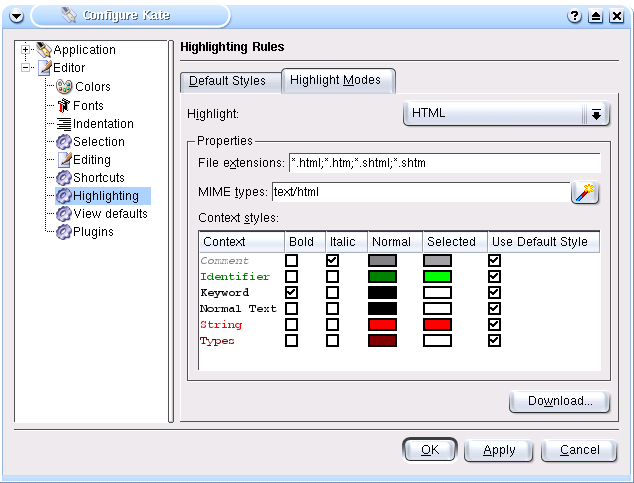 Configure Kate
Application
Editor
Colors
Fonts
Indentation
Selection
Editing
Shortcuts
Highlighting
View defaults
Plugins
Highlighting Rules
Default Styles Highlight Modes
Highlight: HTML
Properties
File extensions: *.html;*.htm;*.shtml;*.shtm
MIME types: text/html
Context styles:
Context Bold Italic Normal Selected Use Default Style
Comment
Identifier
Keyword
Normal Text
String
Types
Download...
OK Apply Cancel